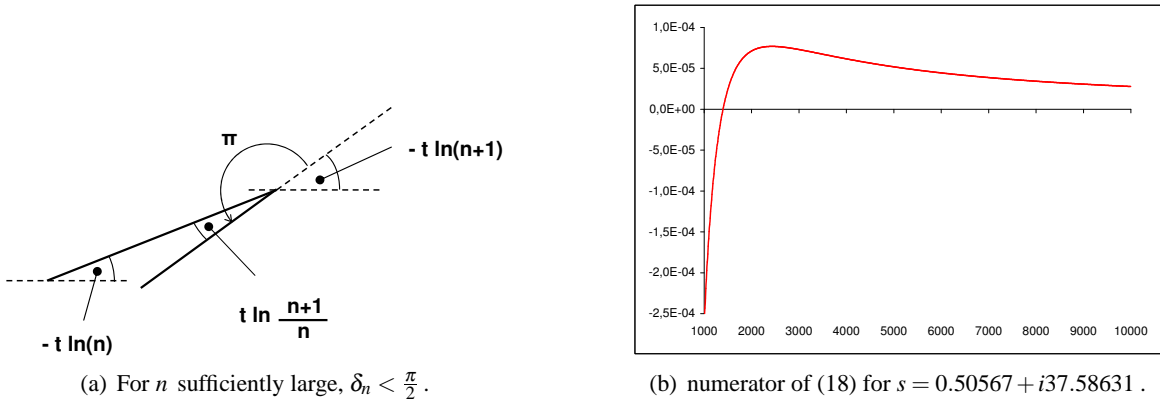 π
- t ln(n+1)
t ln n+1
n
- t ln(n)
(a) For n sufficiently large, δn < π/2 .
1,0E-04
5,0E-05
0,0E+00
-5,0E-05
-1,0E-04
-1,5E-04
-2,0E-04
-2,5E-04
1000 2000 3000 4000 5000 6000 7000 8000 9000 10000
(b) numerator of (18) for s = 0.50567 + i37.58631 .